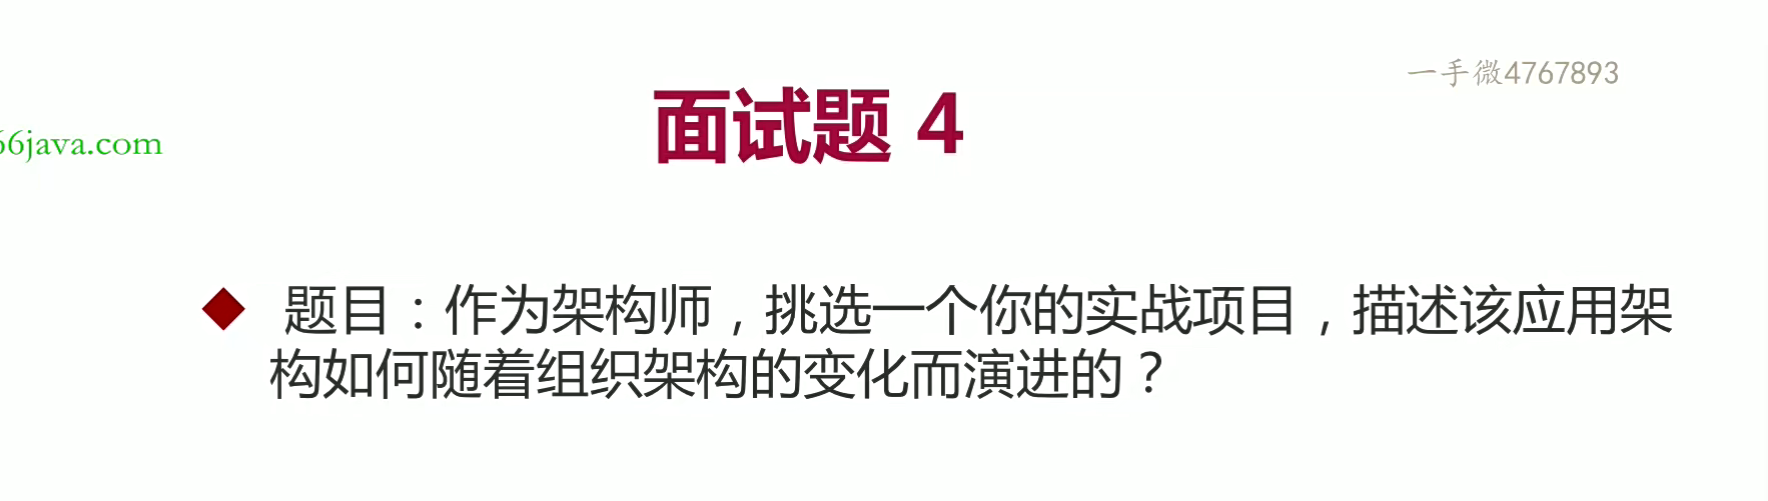 一手微4767893
面试题 4
66java.com
题目：作为架构师，挑选一个你的实战项目，描述该应用架
构如何随着组织架构的变化而演进的？